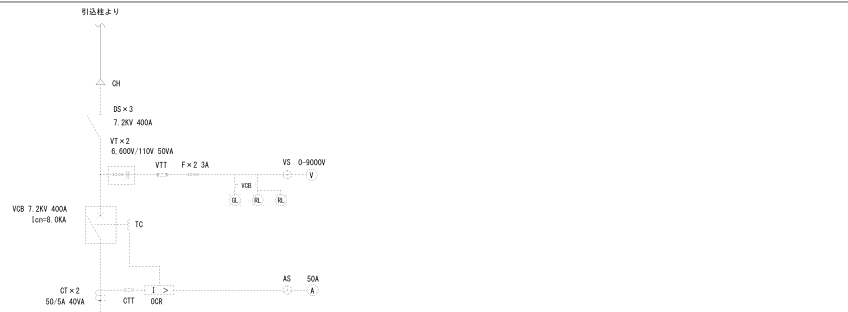 引込柱より
CH
DS×3
7.2KV 400A
VT×2
6,600V/110V 50VA
VTT
F×2 3A
VS
0-9000V
V
VCB
GL
RL
RL
VCB 7.2KV 400A
Icn=8.0KA
TC
CT×2
50/5A 40VA
CTT
I >
OCR
AS
50A
A